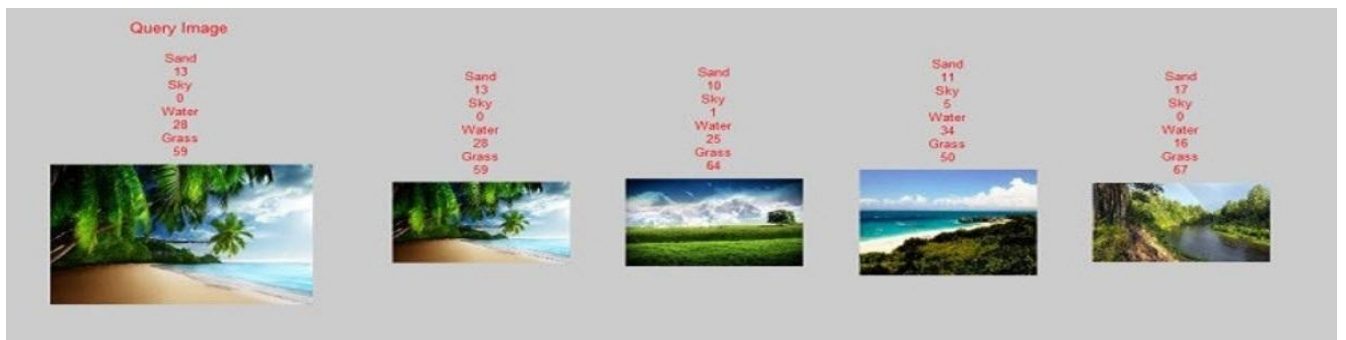 Query Image
Sand
13
Sky
0
Water
28
Grass
59
Sand
13
Sky
0
Water
28
Grass
59
Sand
10
Sky
1
Water
25
Grass
64
Sand
11
Sky
5
Water
34
Grass
50
Sand
17
Sky
0
Water
16
Grass
67